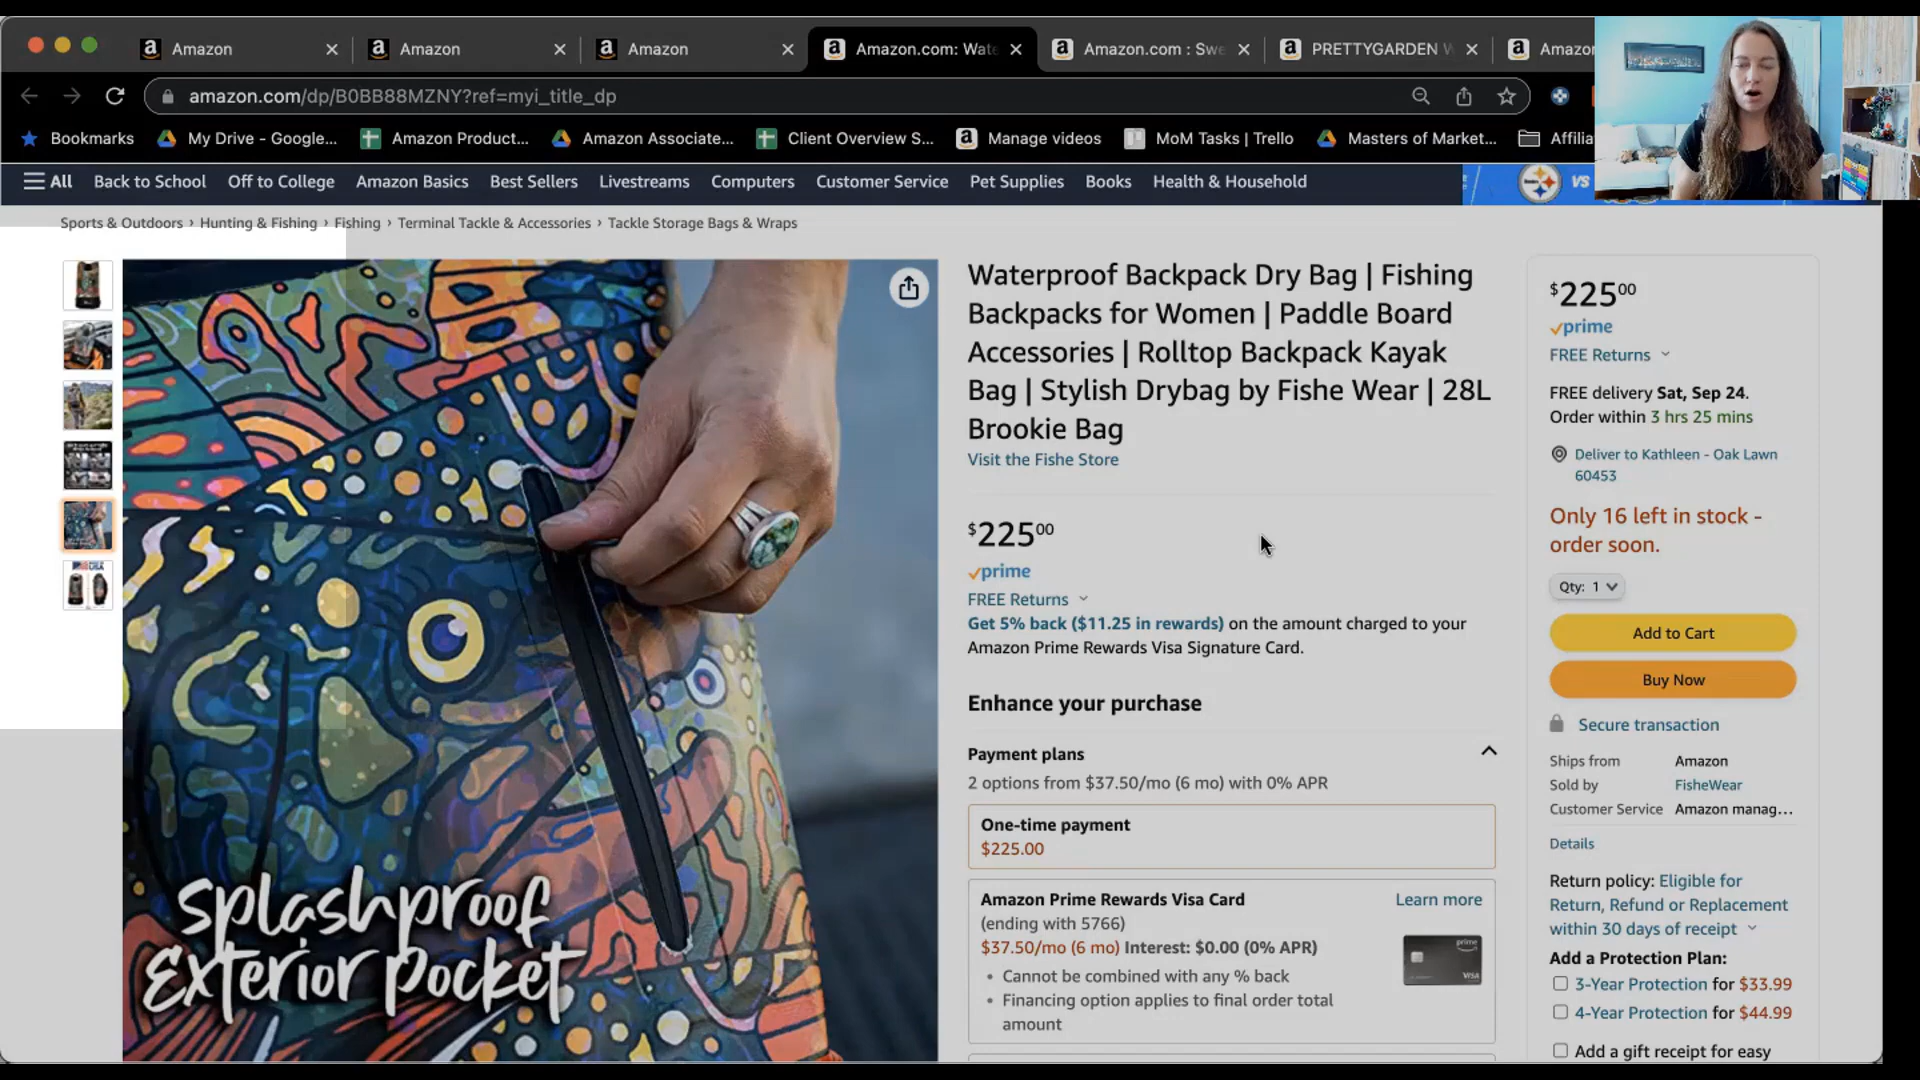 Amazon
Amazon
Amazon
Amazon.com: Wate
Amazon.com : Swe
PRETTYGARDEN W
Amazon
amazon.com/dp/B0BB88MZNY?ref=myi_title_dp
Bookmarks
My Drive - Google...
Amazon Product...
Amazon Associate...
Client Overview S...
Manage videos
MoM Tasks | Trello
Masters of Market...
Affilia
All
Back to School
Off to College
Amazon Basics
Best Sellers
Livestreams
Computers
Customer Service
Pet Supplies
Books
Health & Household
VS
Sports & Outdoors › Hunting & Fishing › Fishing › Terminal Tackle & Accessories › Tackle Storage Bags & Wraps
Splashproof
Exterior Pocket
Waterproof Backpack Dry Bag | Fishing
Backpacks for Women | Paddle Board
Accessories | Rolltop Backpack Kayak
Bag | Stylish Drybag by Fishe Wear | 28L
Brookie Bag
Visit the Fishe Store
$225 00
prime
FREE Returns
Get 5% back ($11.25 in rewards) on the amount charged to your
Amazon Prime Rewards Visa Signature Card.
Enhance your purchase
Payment plans
2 options from $37.50/mo (6 mo) with 0% APR
One-time payment
$225.00
Amazon Prime Rewards Visa Card
Learn more
(ending with 5766)
$37.50/mo (6 mo) Interest: $0.00 (0% APR)
• Cannot be combined with any % back
• Financing option applies to final order total
amount
prime
VISA
$225 00
prime
FREE Returns
FREE delivery Sat, Sep 24.
Order within 3 hrs 25 mins
Deliver to Kathleen - Oak Lawn
60453
Only 16 left in stock -
order soon.
Qty: 1
Add to Cart
Buy Now
Secure transaction
Ships from Amazon
Sold by FisheWear
Customer Service Amazon manag...
Details
Return policy: Eligible for
Return, Refund or Replacement
within 30 days of receipt
Add a Protection Plan:
3-Year Protection for $33.99
4-Year Protection for $44.99
Add a gift receipt for easy